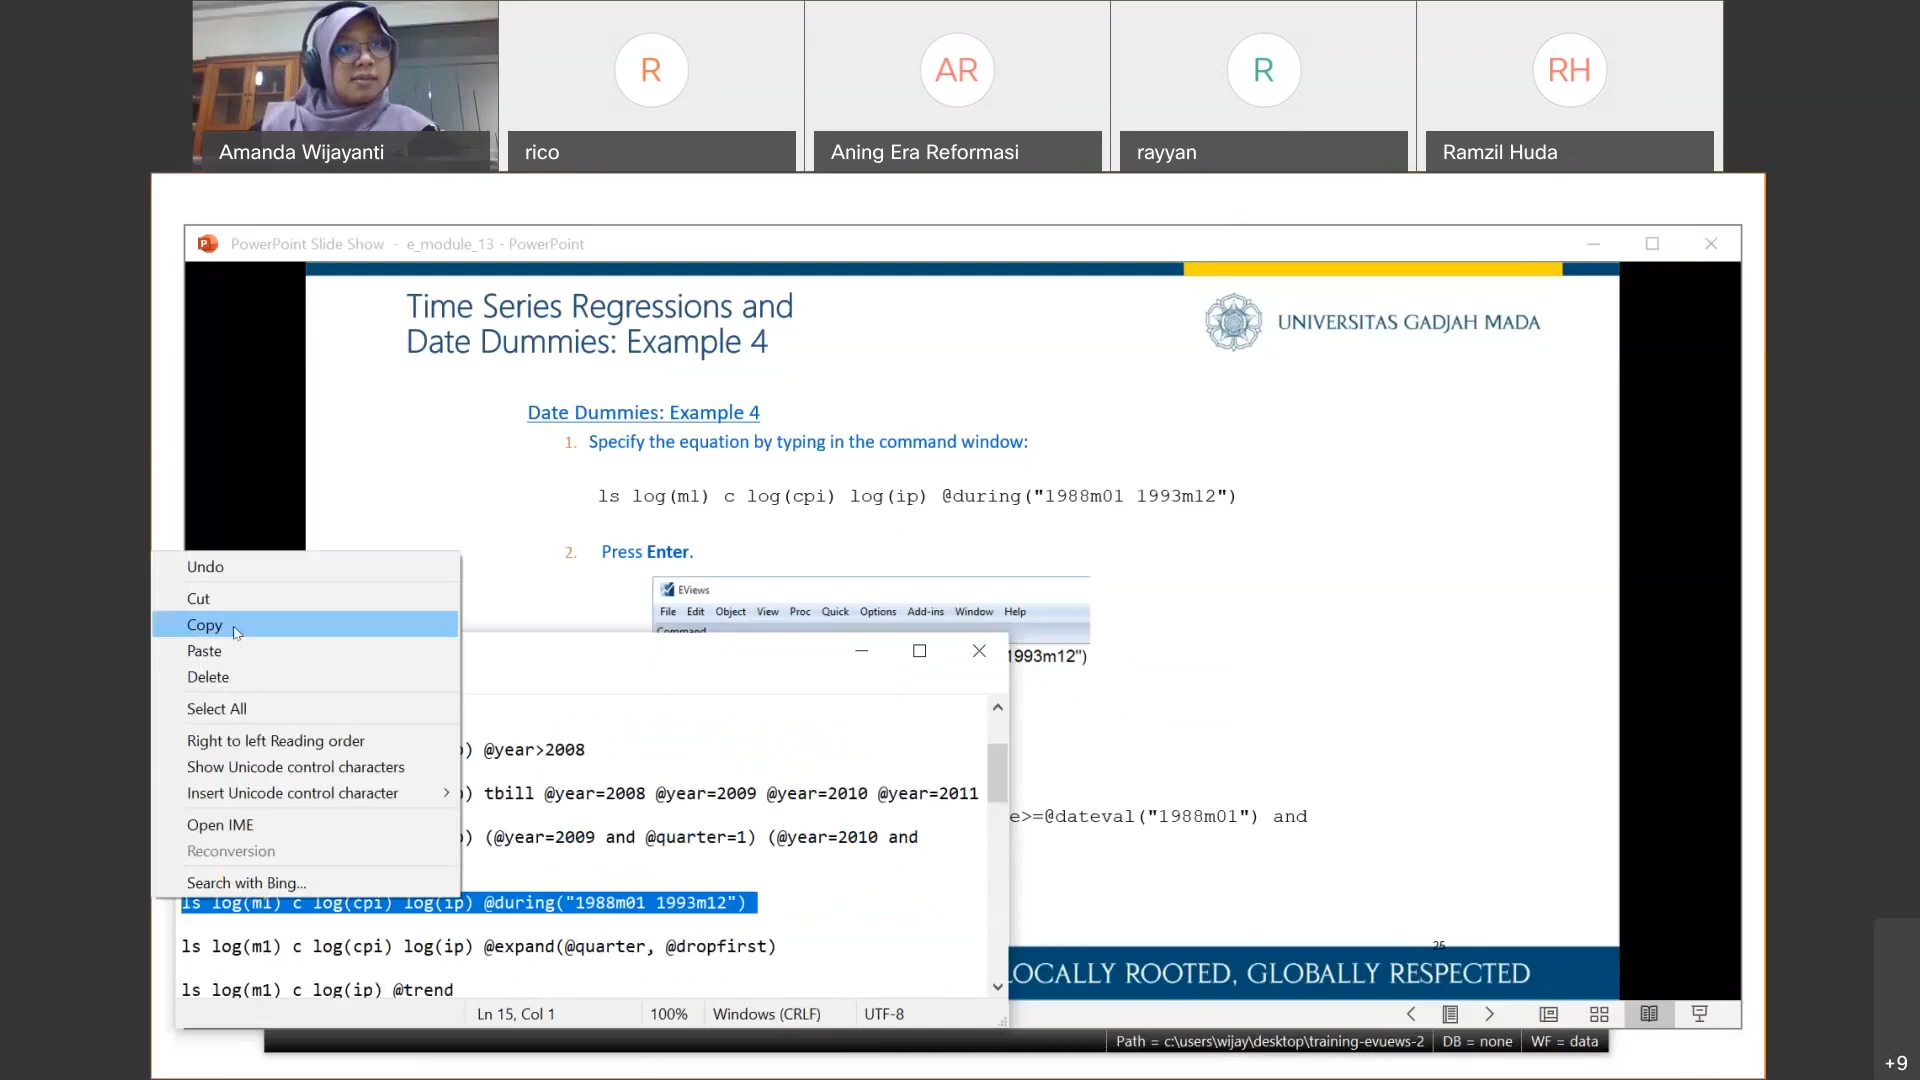 R
AR
R
RH
Amanda Wijayanti
rico
Aning Era Reformasi
rayyan
Ramzil Huda
PowerPoint Slide Show - e_module_13 - PowerPoint
Time Series Regressions and
Date Dummies: Example 4
UNIVERSITAS GADJAH MADA
Date Dummies: Example 4
1. Specify the equation by typing in the command window:
ls log(m1) c log(cpi) log(ip) @during("1988m01 1993m12")
2. Press Enter.
EViews
File Edit Object View Proc Quick Options Add-ins Window Help
Command
1993m12")
e>=@dateval("1988m01") and
Undo
Cut
Copy
Paste
Delete
Select All
Right to left Reading order
Show Unicode control characters
Insert Unicode control character
Open IME
Reconversion
Search with Bing...
) @year>2008
) tbill @year=2008 @year=2009 @year=2010 @year=2011
) (@year=2009 and @quarter=1) (@year=2010 and
ls log(m1) c log(cpi) log(ip) @during("1988m01 1993m12")
ls log(m1) c log(cpi) log(ip) @expand(@quarter, @dropfirst)
ls log(m1) c log(ip) @trend
Ln 15, Col 1
100%
Windows (CRLF)
UTF-8
25
LOCALLY ROOTED, GLOBALLY RESPECTED
Path = c:\users\wijay\desktop\training-evuews-2
DB = none
WF = data
+9